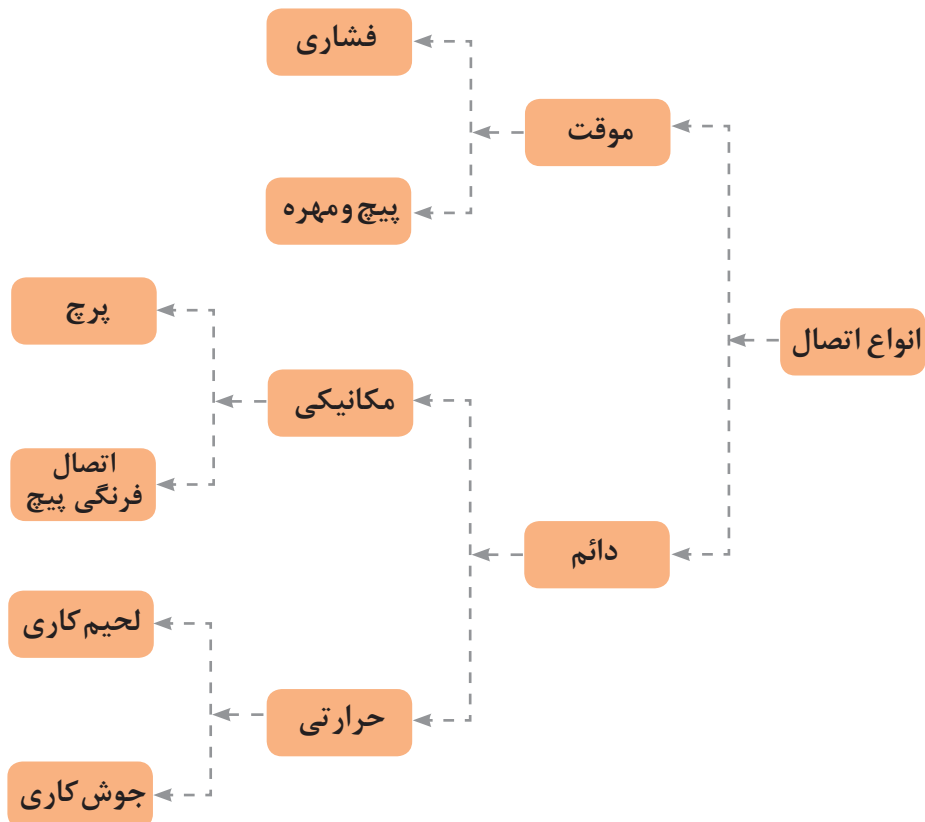 انواع اتصال
موقت
فشاری
پیچ و مهره
دائم
مکانیکی
پرچ
اتصال
فرنگی پیچ
حرارتی
لحیم کاری
جوش کاری